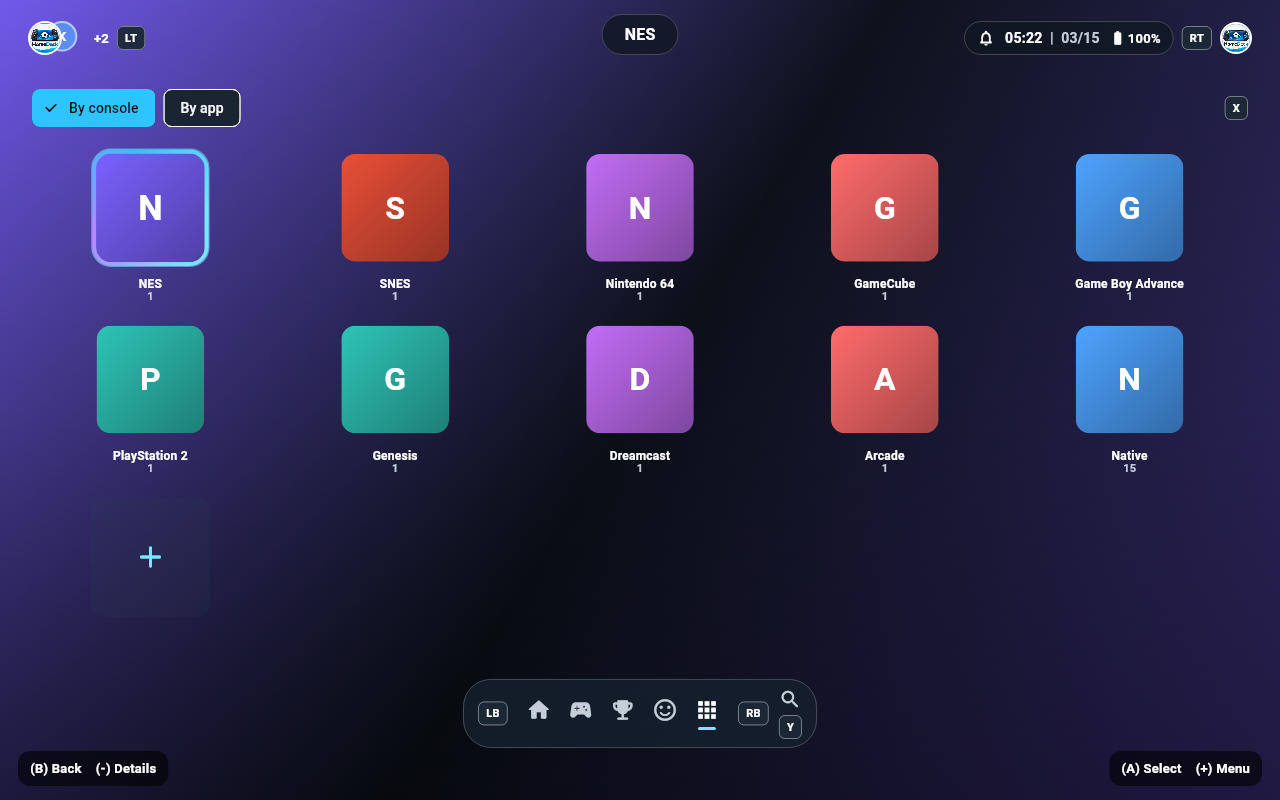 +2 LT
NES
05:22 | 03/15 100% RT
By console By app X
N S N G G
NES SNES Nintendo 64 GameCube Game Boy Advance
1 1 1 1 1
P G D A N
PlayStation 2 Genesis Dreamcast Arcade Native
1 1 1 1 15
LB RB Y
(B) Back (-) Details
(A) Select (+) Menu